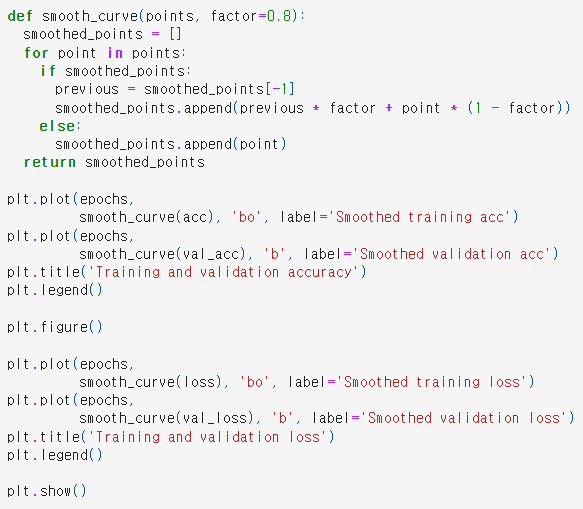 def smooth_curve(points, factor=0.8):
  smoothed_points = []
  for point in points:
    if smoothed_points:
      previous = smoothed_points[-1]
      smoothed_points.append(previous * factor + point * (1 - factor))
    else:
      smoothed_points.append(point)
  return smoothed_points

plt.plot(epochs,
         smooth_curve(acc), 'bo', label='Smoothed training acc')
plt.plot(epochs,
         smooth_curve(val_acc), 'b', label='Smoothed validation acc')
plt.title('Training and validation accuracy')
plt.legend()

plt.figure()

plt.plot(epochs,
         smooth_curve(loss), 'bo', label='Smoothed training loss')
plt.plot(epochs,
         smooth_curve(val_loss), 'b', label='Smoothed validation loss')
plt.title('Training and validation loss')
plt.legend()

plt.show()